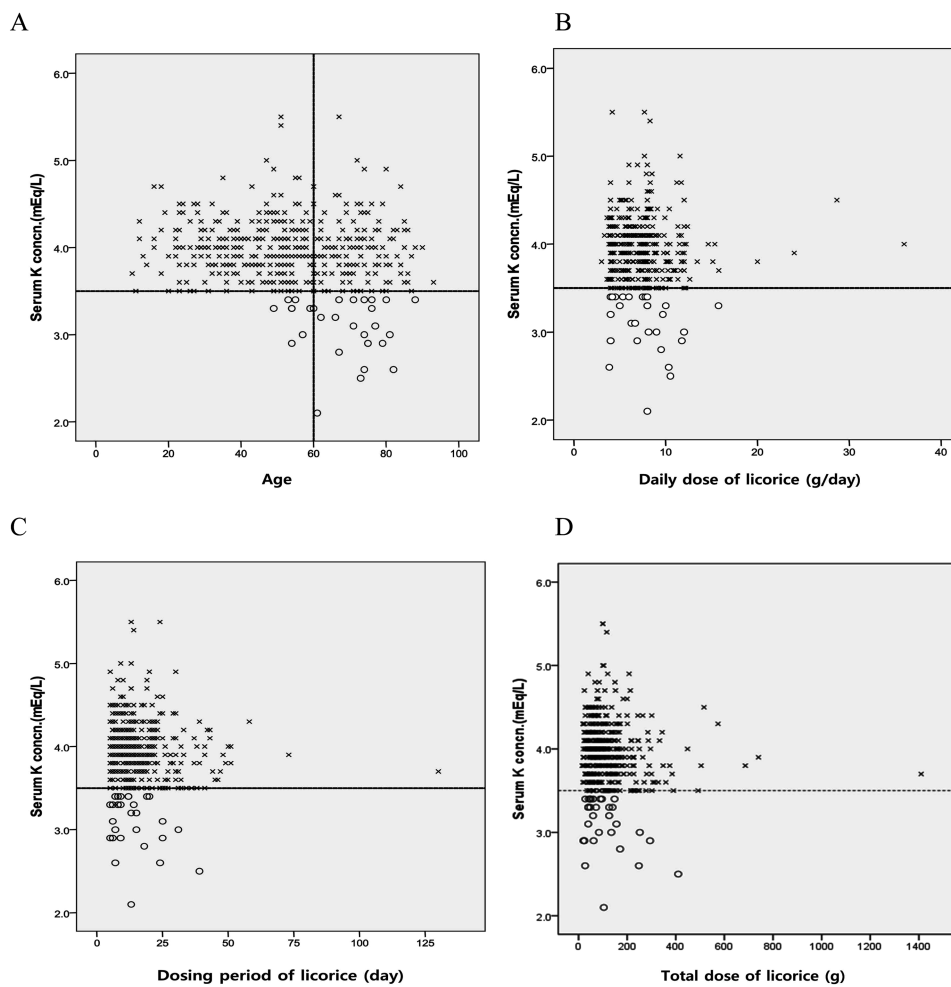 A
6.0
5.0
4.0
3.0
2.0
Serum K concn.(mEq/L)
0 20 40 60 80 100
Age
B
6.0
5.0
4.0
3.0
2.0
Serum K concn.(mEq/L)
0 10 20 30 40
Daily dose of licorice (g/day)
C
6.0
5.0
4.0
3.0
2.0
Serum K concn.(mEq/L)
0 25 50 75 100 125
Dosing period of licorice (day)
D
6.0
5.0
4.0
3.0
2.0
Serum K concn.(mEq/L)
0 200 400 600 800 1000 1200 1400
Total dose of licorice (g)